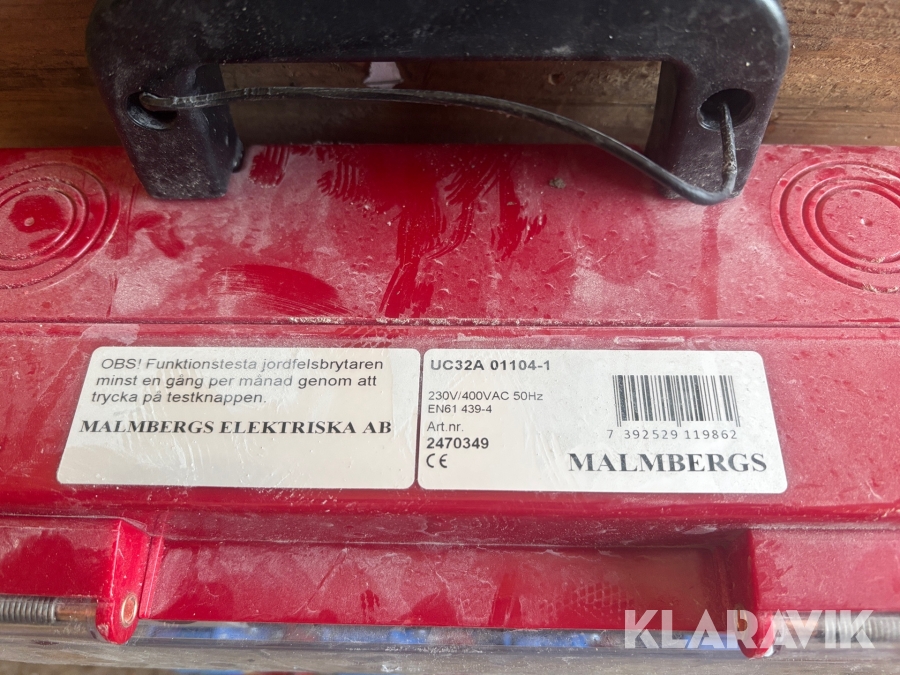 OBS! Funktionstesta jordfelsbrytaren
minst en gång per månad genom att
trycka på testknappen.
MALMBERGS ELEKTRISKA AB
UC32A 01104-1
230V/400VAC 50Hz
EN61 439-4
Art.nr.
2470349
CE
7 392529 119862
MALMBERGS
KLARAVIK